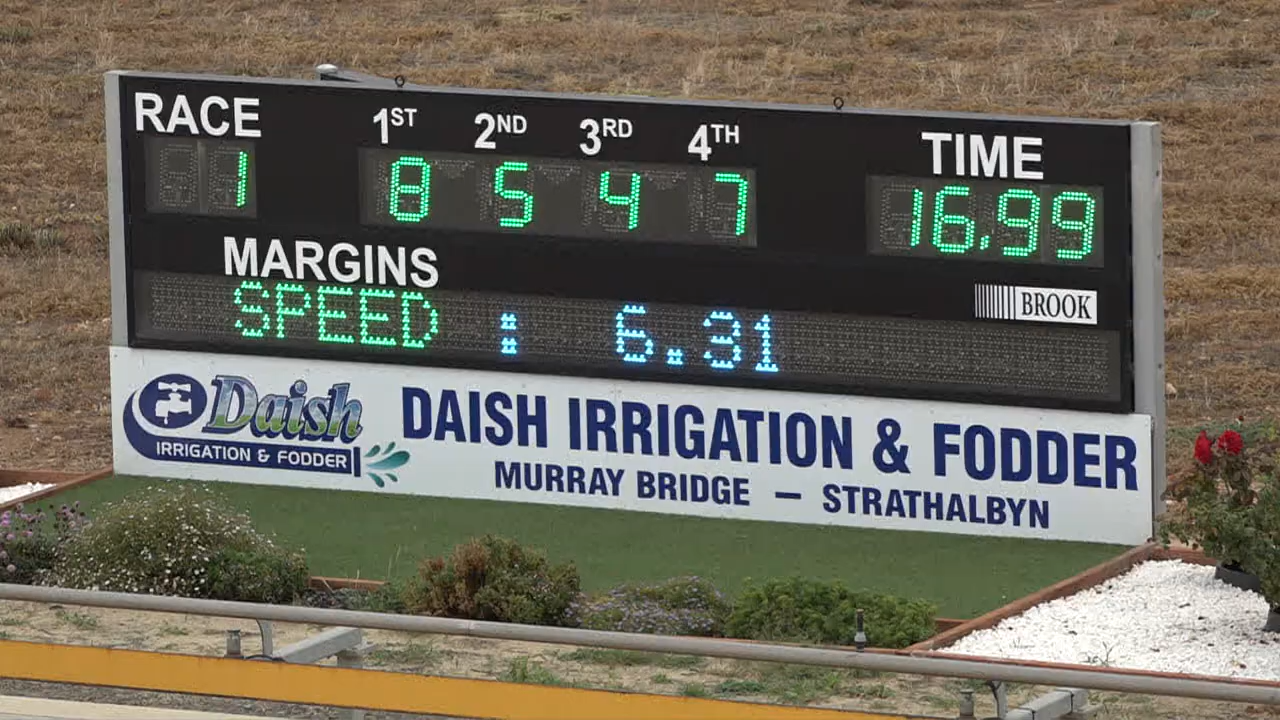 RACE 1ST 2ND 3RD 4TH TIME
1 8 5 4 7 16.99
MARGINS
SPEED : 6.31
BROOK
Daish
IRRIGATION & FODDER
DAISH IRRIGATION & FODDER
MURRAY BRIDGE — STRATHALBYN